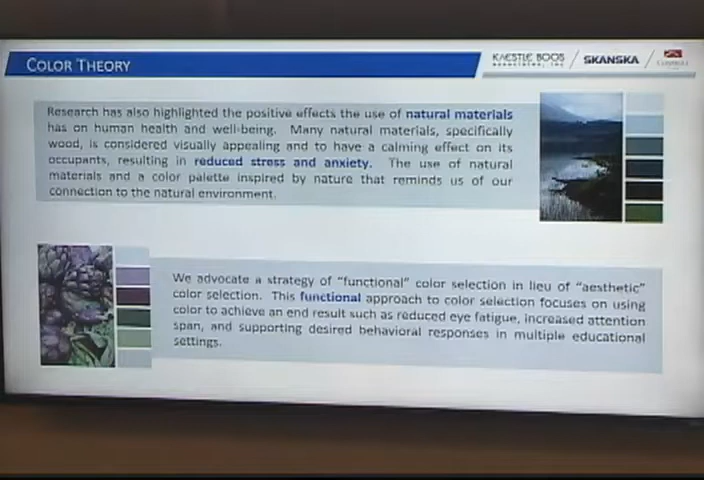 COLOR THEORY
KAESTLE BOOS
associates, inc
SKANSKA
Research has also highlighted the positive effects the use of natural materials
has on human health and well-being. Many natural materials, specifically
wood, is considered visually appealing and to have a calming effect on its
occupants, resulting in reduced stress and anxiety. The use of natural
materials and a color palette inspired by nature that reminds us of our
connection to the natural environment.
We advocate a strategy of “functional” color selection in lieu of “aesthetic”
color selection. This functional approach to color selection focuses on using
color to achieve an end result such as reduced eye fatigue, increased attention
span, and supporting desired behavioral responses in multiple educational
settings.